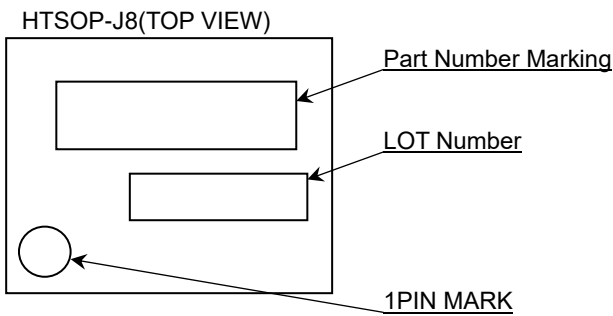 HTSOP-J8(TOP VIEW)
Part Number Marking
LOT Number
1PIN MARK